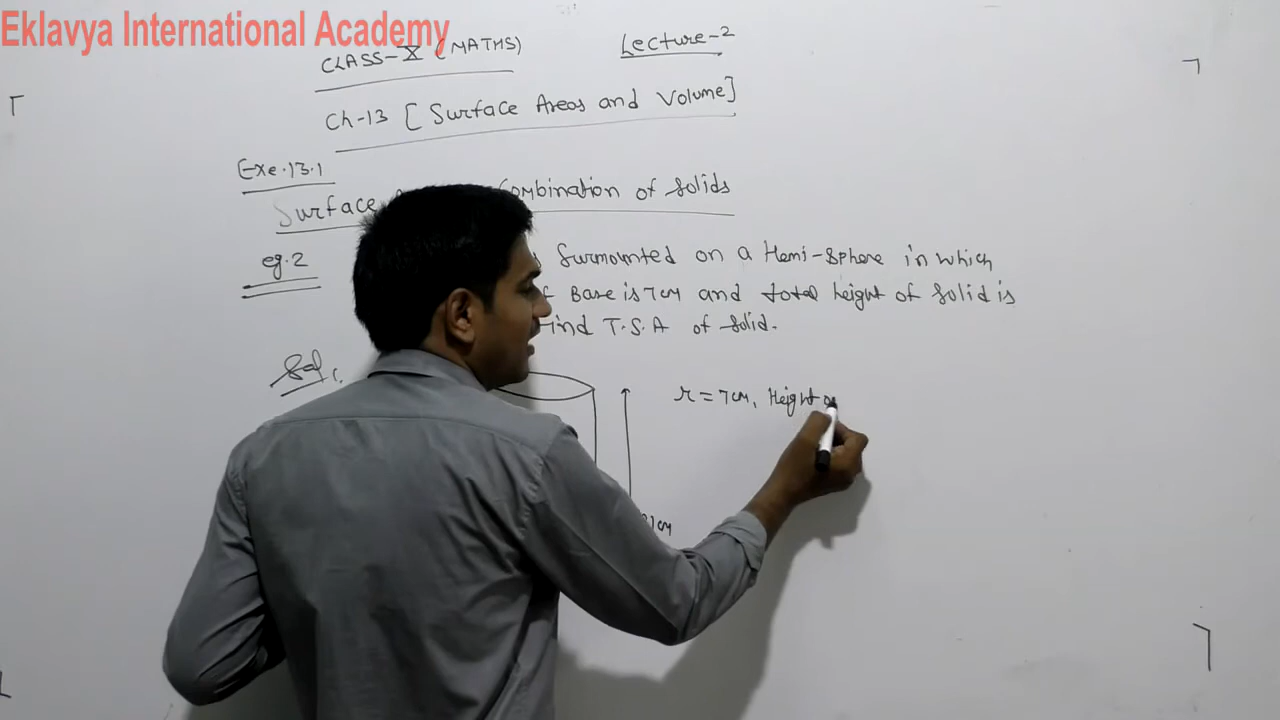 Eklavya International Academy
CLASS-X (MATHS) Lecture-2
Ch-13 [Surface Areas and Volume]
Exe.13.1
Surface Combination of Solids
eg.2 Surmounted on a Hemi-Sphere in which
Base is 7cm and total height of Solid is
Find T.S.A of Solid.
Sol.
r = 7cm, Height